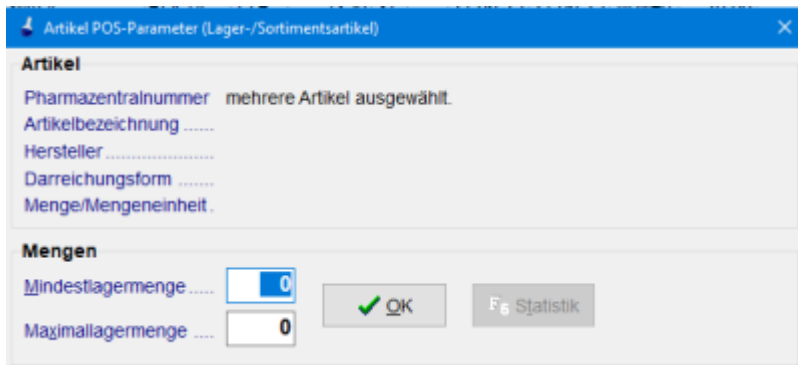 Artikel POS-Parameter (Lager-/Sortimentsartikel)
Artikel
Pharmazentralnummer mehrere Artikel ausgewählt.
Artikelbezeichnung ......
Hersteller......................
Darreichungsform .......
Menge/Mengeneinheit .
Mengen
Mindestlagermenge ..... 0
OK
F6 Statistik
Maximallagermenge .... 0